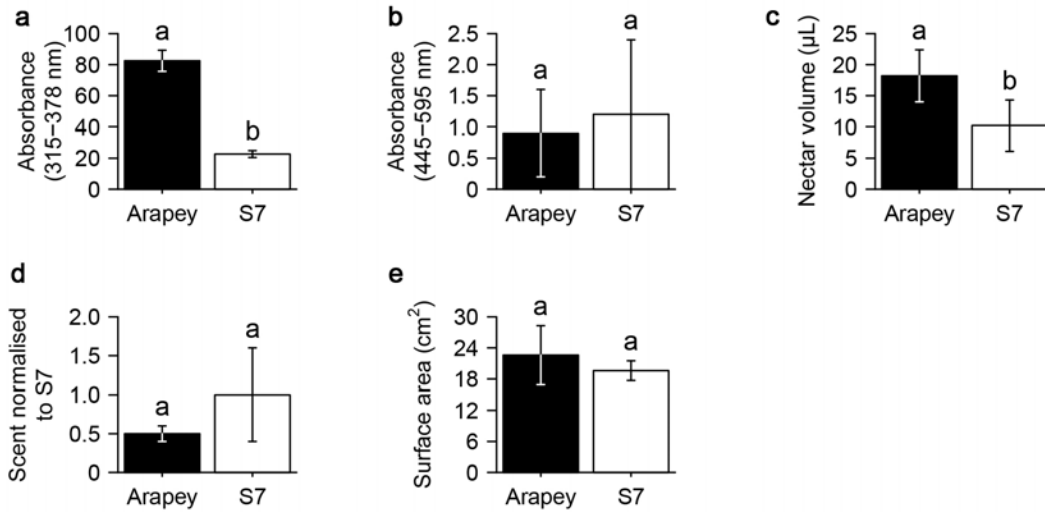 a
Absorbance
(315–378 nm)
100
80
60
40
20
0
a
b
Arapey
S7
b
Absorbance
(445–595 nm)
2.5
2.0
1.5
1.0
0.5
0
a
a
Arapey
S7
c
Nectar volume (µL)
25
20
15
10
5
0
a
b
Arapey
S7
d
Scent normalised
to S7
2.0
1.5
1.0
0.5
0
a
a
Arapey
S7
e
Surface area (cm²)
30
24
18
12
6
0
a
a
Arapey
S7